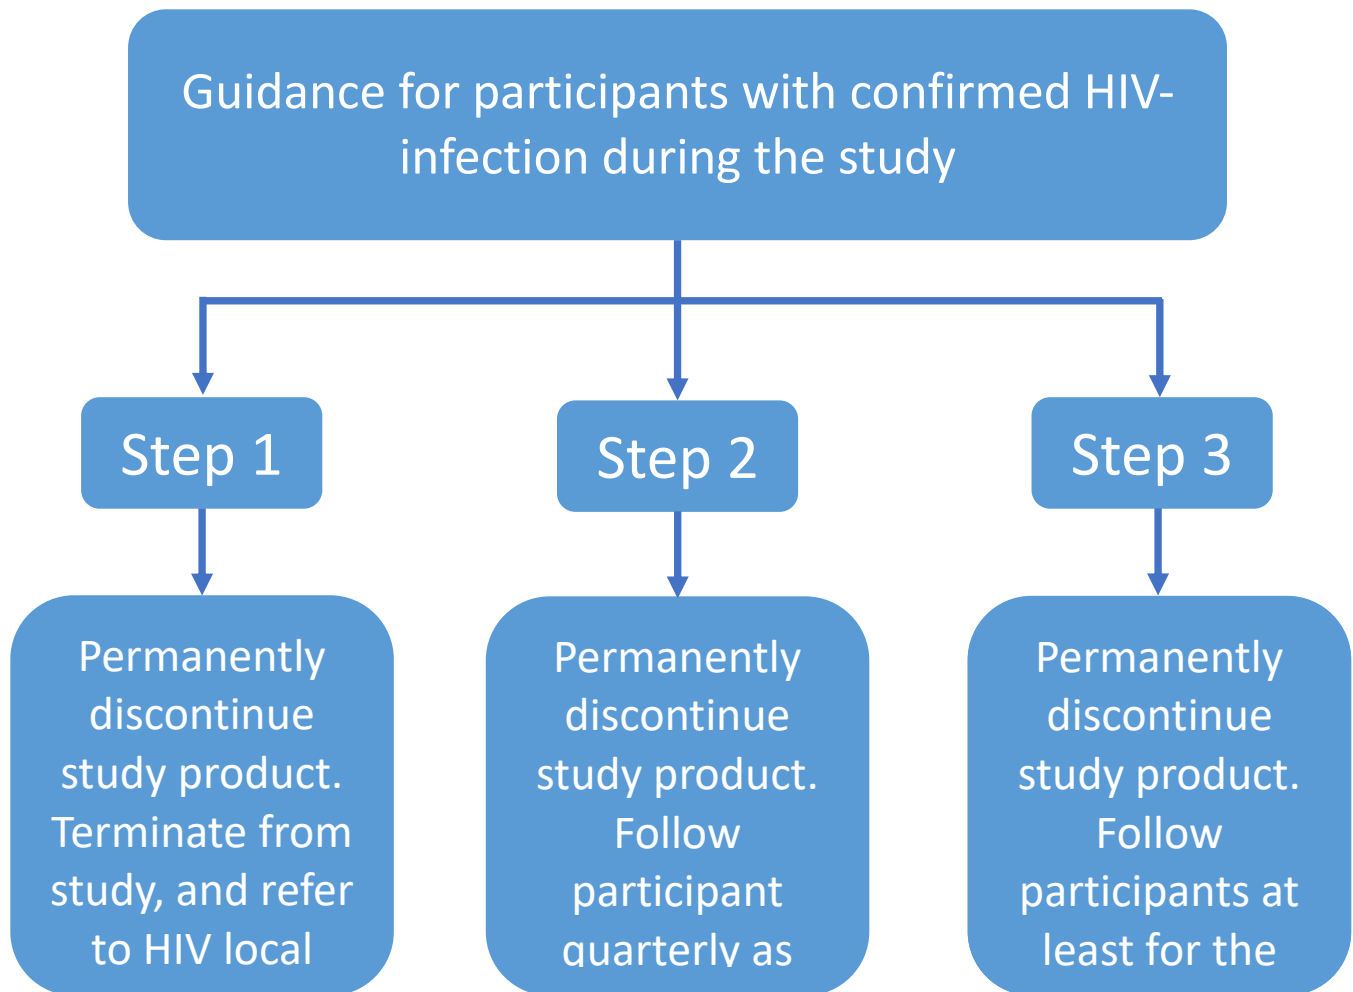 Guidance for participants with confirmed HIV-
infection during the study
Step 1
Step 2
Step 3
Permanently
discontinue
study product.
Terminate from
study, and refer
to HIV local
Permanently
discontinue
study product.
Follow
participant
quarterly as
Permanently
discontinue
study product.
Follow
participants at
least for the